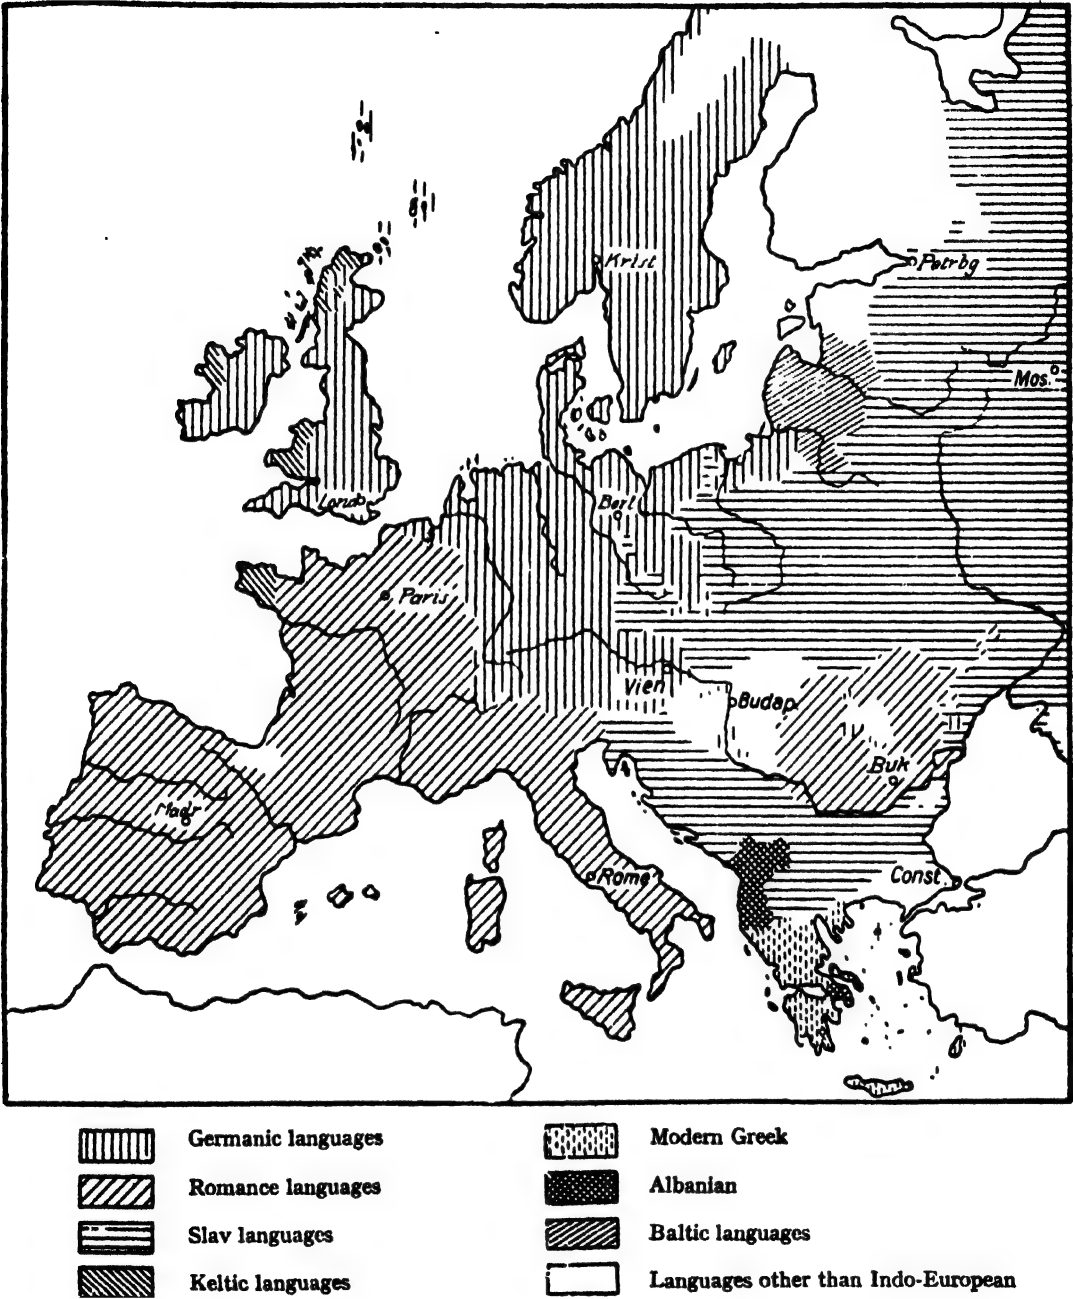 Krist
Petrbg
Mos.
Lond
Berl
Paris
Vien
Budap.
Buk
Madr
Rome
Const.
Germanic languages
Modern Greek
Romance languages
Albanian
Slav languages
Baltic languages
Keltic languages
Languages other than Indo-European